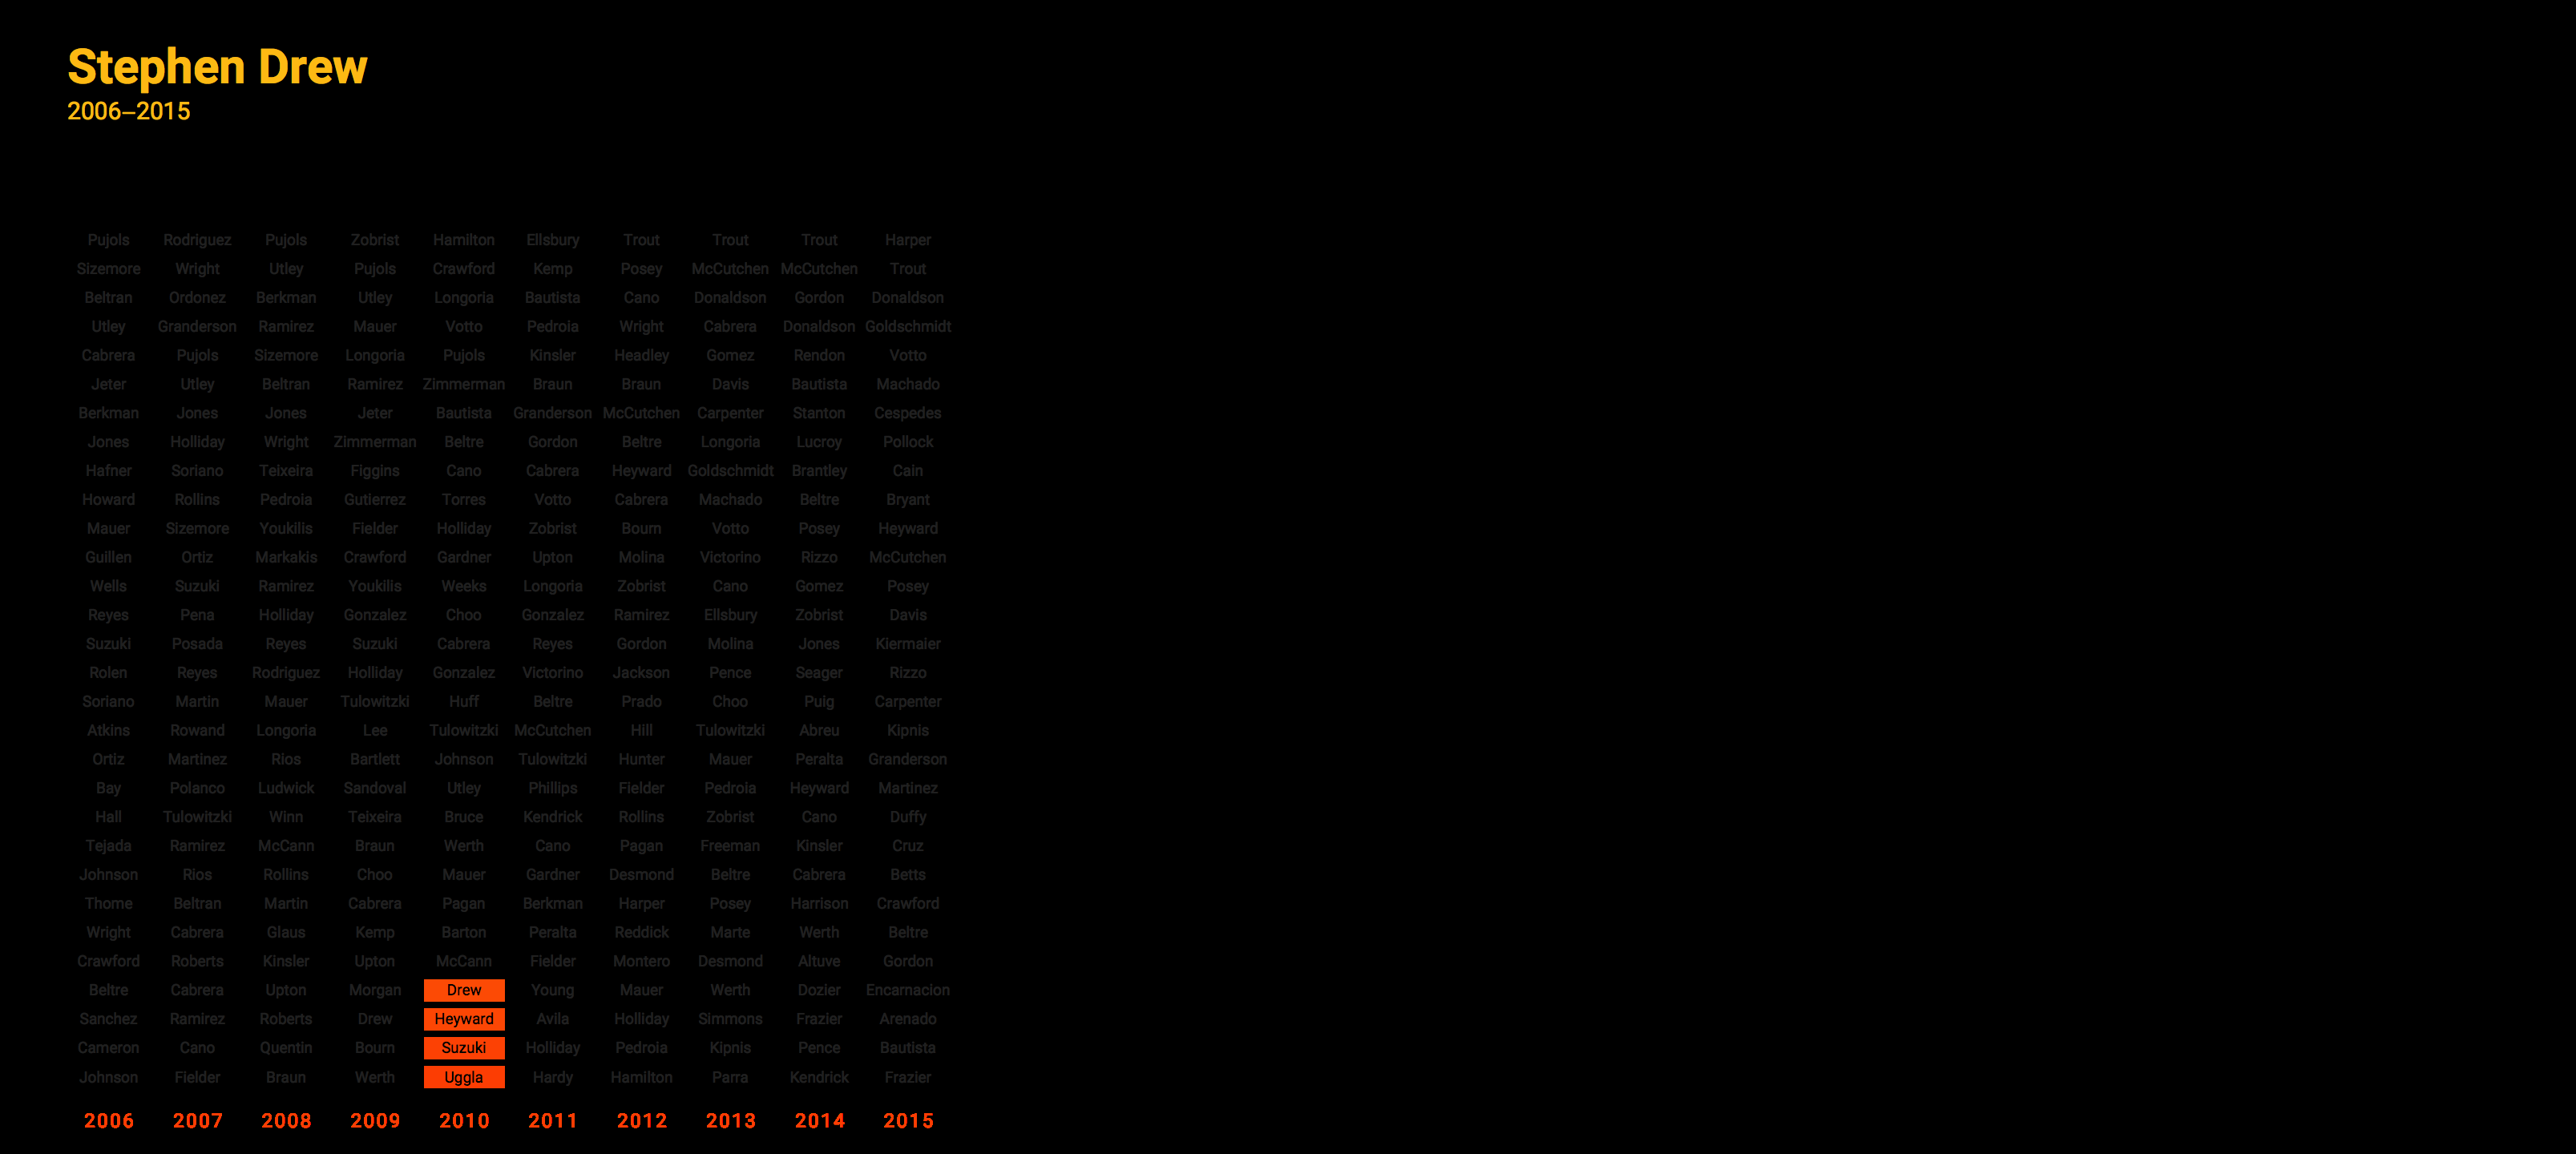 Stephen Drew
2006–2015
Pujols Rodriguez Pujols Zobrist Hamilton Ellsbury Trout Trout Trout Harper
Sizemore Wright Utley Pujols Crawford Kemp Posey McCutchen McCutchen Trout
Beltran Ordonez Berkman Utley Longoria Bautista Cano Donaldson Gordon Donaldson
Utley Granderson Ramirez Mauer Votto Pedroia Wright Cabrera Donaldson Goldschmidt
Cabrera Pujols Sizemore Longoria Pujols Kinsler Headley Gomez Rendon Votto
Jeter Utley Beltran Ramirez Zimmerman Braun Braun Davis Bautista Machado
Berkman Jones Jones Jeter Bautista Granderson McCutchen Carpenter Stanton Cespedes
Jones Holliday Wright Zimmerman Beltre Gordon Beltre Longoria Lucroy Pollock
Hafner Soriano Teixeira Figgins Cano Cabrera Heyward Goldschmidt Brantley Cain
Howard Rollins Pedroia Gutierrez Torres Votto Cabrera Machado Beltre Bryant
Mauer Sizemore Youkilis Fielder Holliday Zobrist Bourn Votto Posey Heyward
Guillen Ortiz Markakis Crawford Gardner Upton Molina Victorino Rizzo McCutchen
Wells Suzuki Ramirez Youkilis Weeks Longoria Zobrist Cano Gomez Posey
Reyes Pena Holliday Gonzalez Choo Gonzalez Ramirez Ellsbury Zobrist Davis
Suzuki Posada Reyes Suzuki Cabrera Reyes Gordon Molina Jones Kiermaier
Rolen Reyes Rodriguez Holliday Gonzalez Victorino Jackson Pence Seager Rizzo
Soriano Martin Mauer Tulowitzki Huff Beltre Prado Choo Puig Carpenter
Atkins Rowand Longoria Lee Tulowitzki McCutchen Hill Tulowitzki Abreu Kipnis
Ortiz Martinez Rios Bartlett Johnson Tulowitzki Hunter Mauer Peralta Granderson
Bay Polanco Ludwick Sandoval Utley Phillips Fielder Pedroia Heyward Martinez
Hall Tulowitzki Winn Teixeira Bruce Kendrick Rollins Zobrist Cano Duffy
Tejada Ramirez McCann Braun Werth Cano Pagan Freeman Kinsler Cruz
Johnson Rios Rollins Choo Mauer Gardner Desmond Beltre Cabrera Betts
Thome Beltran Martin Cabrera Pagan Berkman Harper Posey Harrison Crawford
Wright Cabrera Glaus Kemp Barton Peralta Reddick Marte Werth Beltre
Crawford Roberts Kinsler Upton McCann Fielder Montero Desmond Altuve Gordon
Beltre Cabrera Upton Morgan Drew Young Mauer Werth Dozier Encarnacion
Sanchez Ramirez Roberts Drew Heyward Avila Holliday Simmons Frazier Arenado
Cameron Cano Quentin Bourn Suzuki Holliday Pedroia Kipnis Pence Bautista
Johnson Fielder Braun Werth Uggla Hardy Hamilton Parra Kendrick Frazier
2006 2007 2008 2009 2010 2011 2012 2013 2014 2015